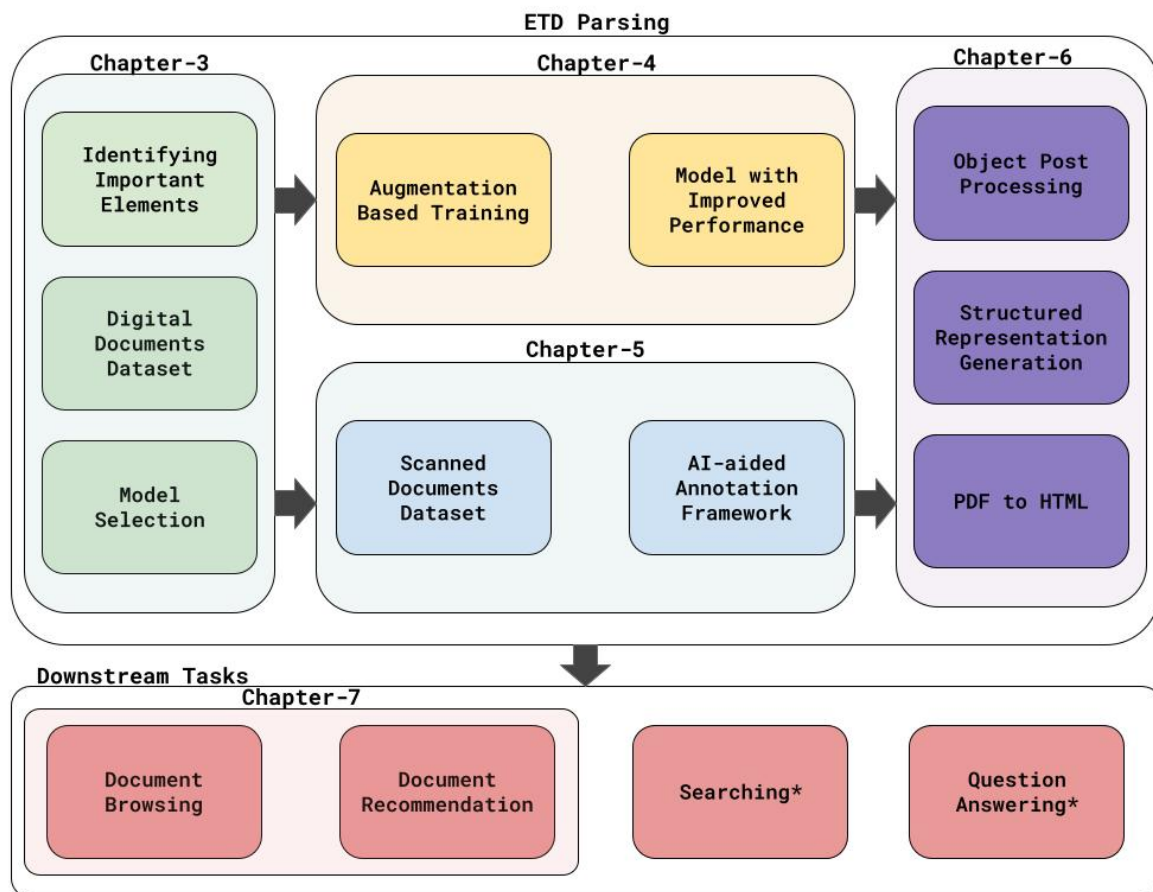 ETD Parsing
Chapter-3
Identifying
Important
Elements
Digital
Documents
Dataset
Model
Selection
Chapter-4
Augmentation
Based Training
Model with
Improved
Performance
Chapter-5
Scanned
Documents
Dataset
AI-aided
Annotation
Framework
Chapter-6
Object Post
Processing
Structured
Representation
Generation
PDF to HTML
Downstream Tasks
Chapter-7
Document
Browsing
Document
Recommendation
Searching*
Question
Answering*